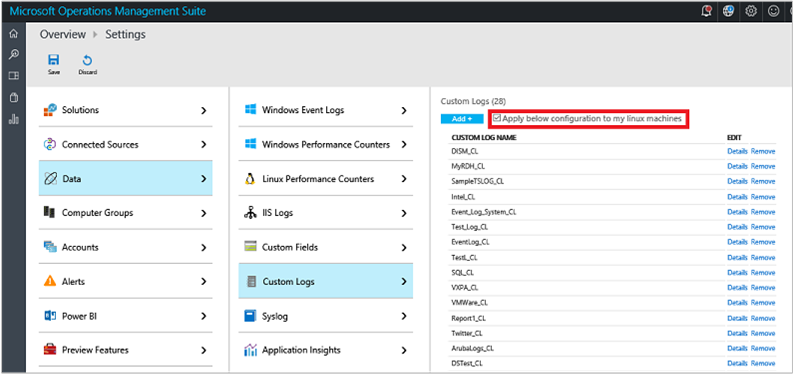 Microsoft Operations Management Suite
Overview Settings
Save Discard
Solutions
Connected Sources
Data
Computer Groups
Accounts
Alerts
Power BI
Preview Features
Windows Event Logs
Windows Performance Counters
Linux Performance Counters
IIS Logs
Custom Fields
Custom Logs
Syslog
Application Insights
Custom Logs (28)
Add + Apply below configuration to my linux machines
CUSTOM LOG NAME EDIT
DISM_CL Details Remove
MyRDH_CL Details Remove
SampleTSLOG_CL Details Remove
Intel_CL Details Remove
Event_Log_System_CL Details Remove
Test_Log_CL Details Remove
EventLog_CL Details Remove
TestL_CL Details Remove
SQL_CL Details Remove
VXPA_CL Details Remove
VMWare_CL Details Remove
Report1_CL Details Remove
Twitter_CL Details Remove
ArubaLogs_CL Details Remove
DSTest_CL Details Remove